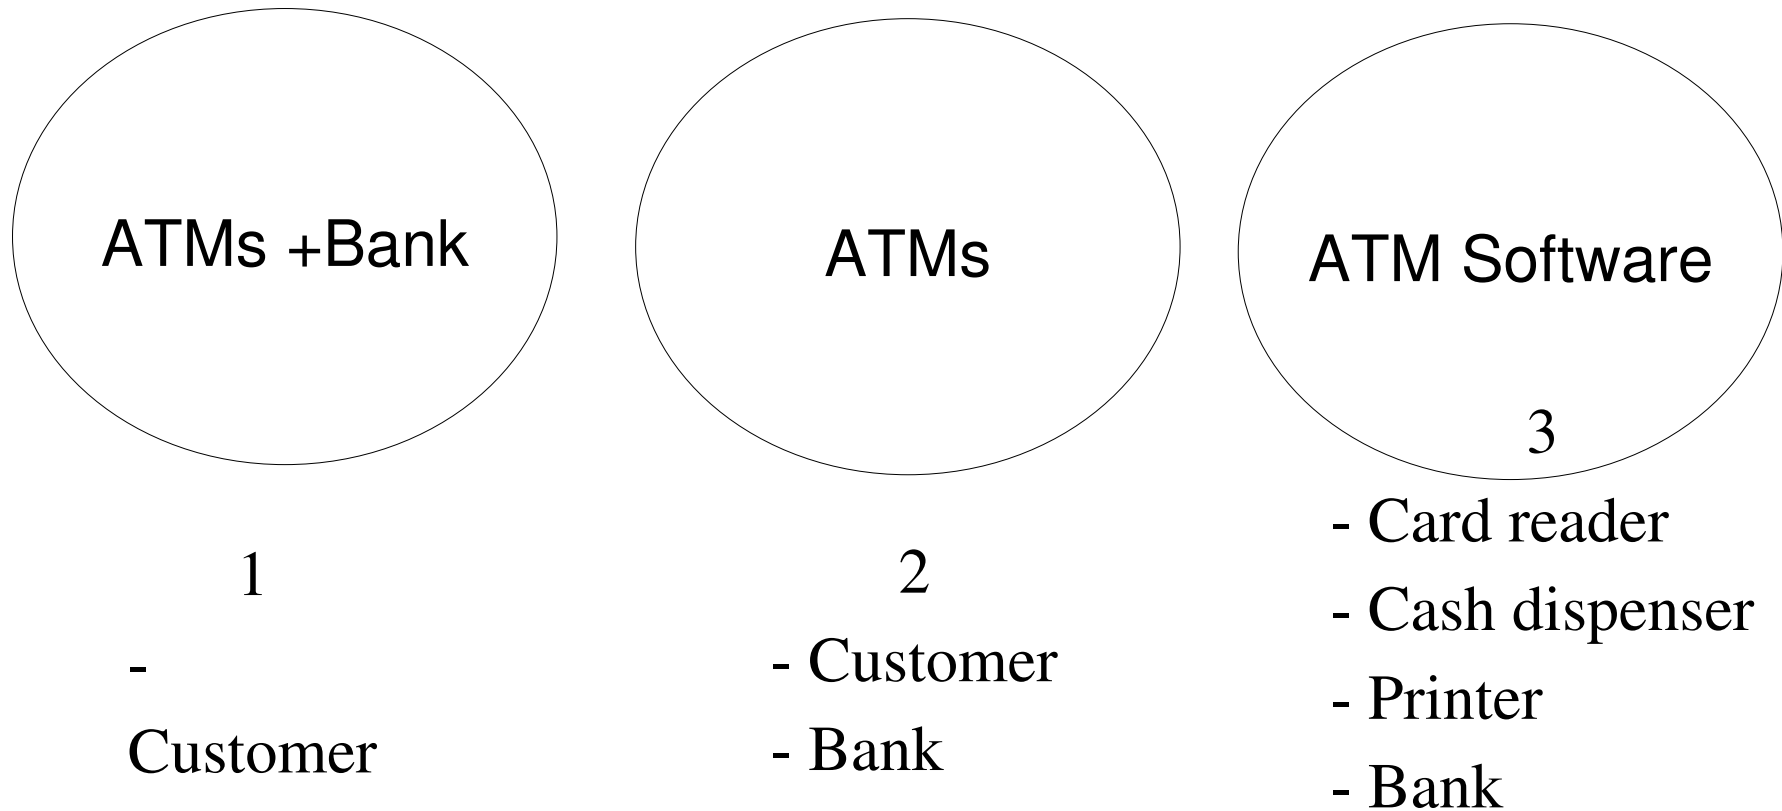 ATMs +Bank
1
-
Customer
ATMs
2
- Customer
- Bank
ATM Software
3
- Card reader
- Cash dispenser
- Printer
- Bank